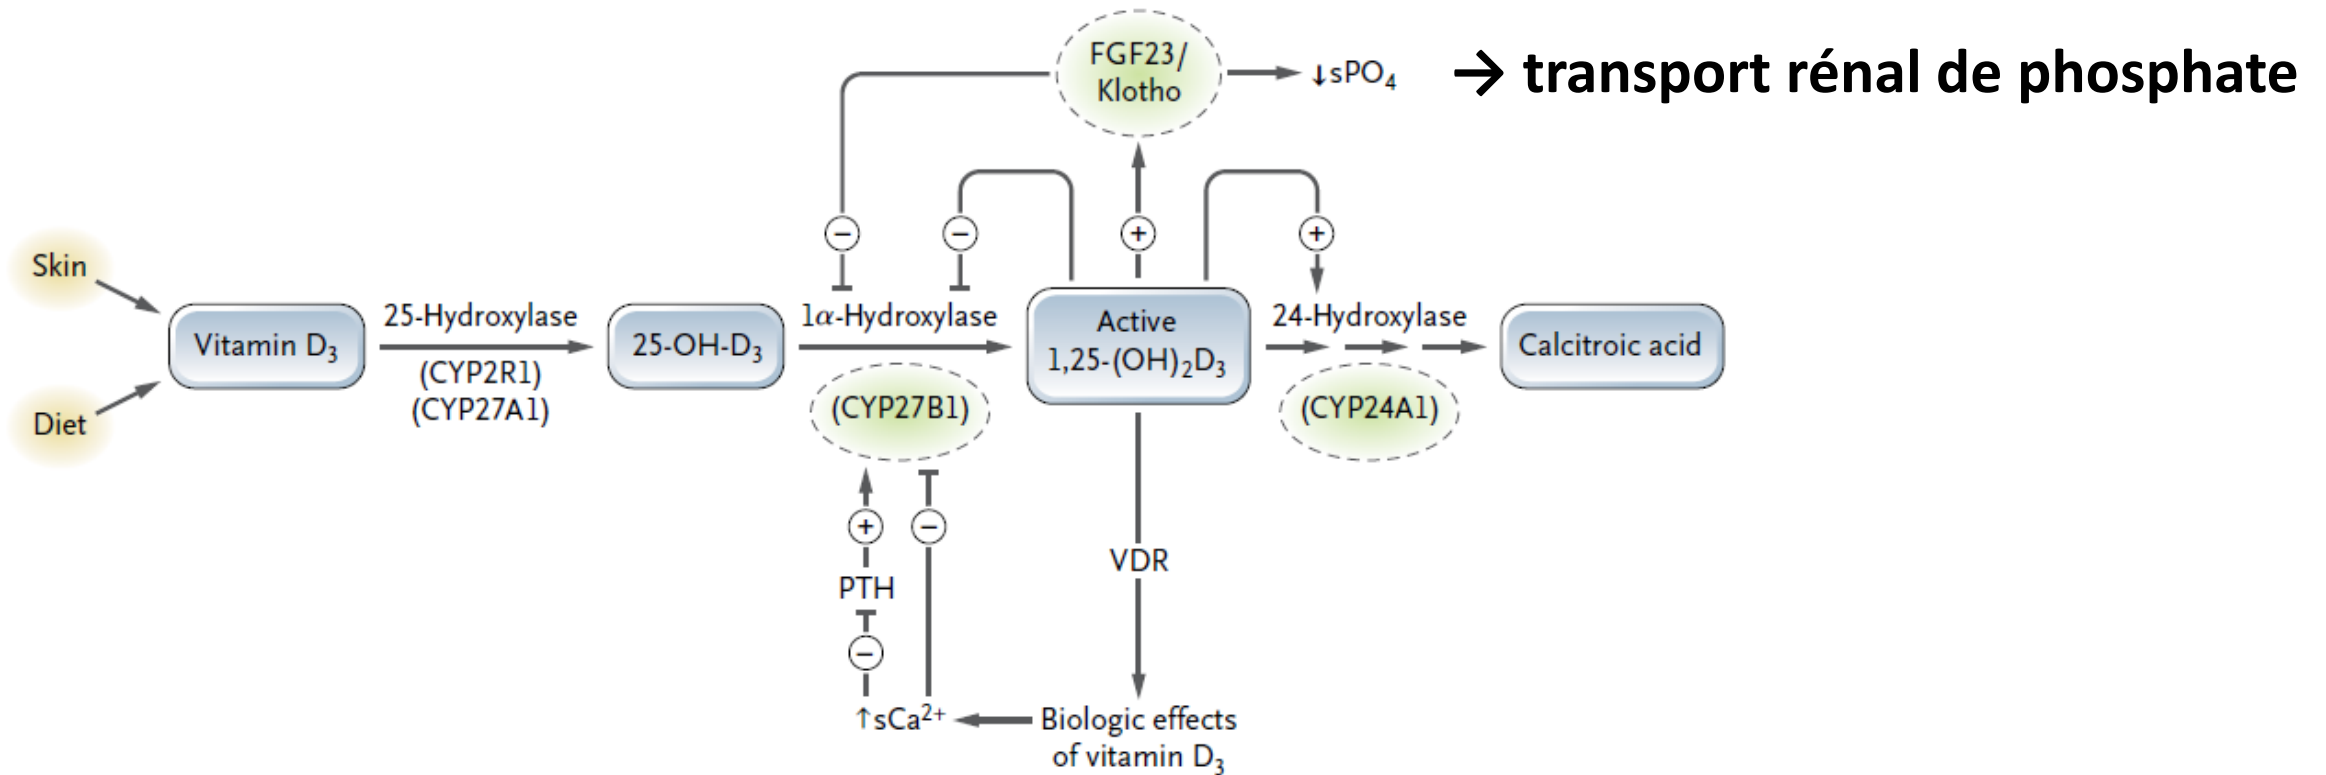 FGF23/
Klotho
↓sPO₄
→ transport rénal de phosphate
−
−
+
+
Skin
Diet
Vitamin D₃
25-Hydroxylase
(CYP2R1)
(CYP27A1)
25-OH-D₃
1α-Hydroxylase
(CYP27B1)
Active
1,25-(OH)₂D₃
24-Hydroxylase
(CYP24A1)
Calcitroic acid
+
−
PTH
−
VDR
↑sCa²⁺
Biologic effects
of vitamin D₃